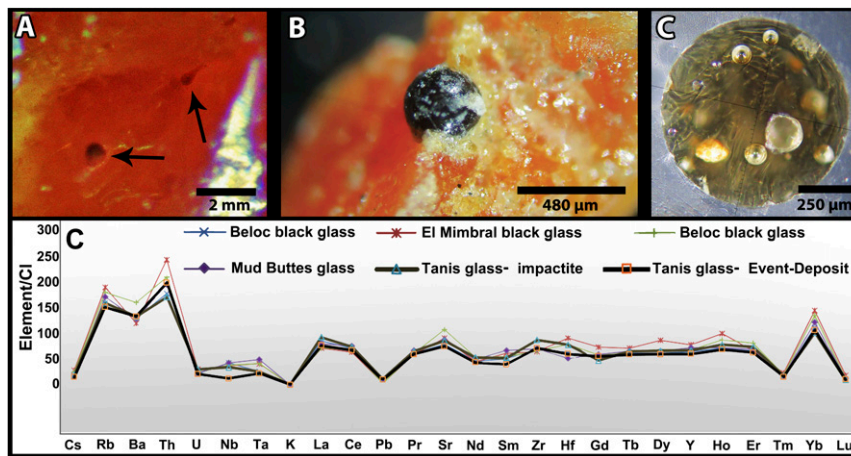 A
2 mm
B
480 µm
C
250 µm
C
Element/Cl
300
250
200
150
100
50
0
Beloc black glass
El Mimbral black glass
Beloc black glass
Mud Buttes glass
Tanis glass- impactite
Tanis glass- Event-Deposit
Cs Rb Ba Th U Nb Ta K La Ce Pb Pr Sr Nd Sm Zr Hf Gd Tb Dy Y Ho Er Tm Yb Lu